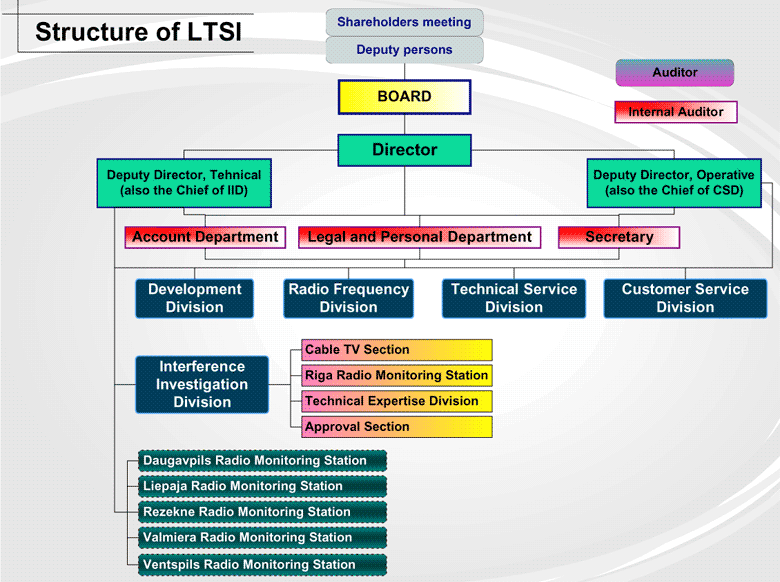 Structure of LTSI
Shareholders meeting
Deputy persons
BOARD
Auditor
Internal Auditor
Director
Deputy Director, Tehnical
(also the Chief of IID)
Deputy Director, Operative
(also the Chief of CSD)
Account Department
Legal and Personal Department
Secretary
Development
Division
Radio Frequency
Division
Technical Service
Division
Customer Service
Division
Interference
Investigation
Division
Cable TV Section
Riga Radio Monitoring Station
Technical Expertise Division
Approval Section
Daugavpils Radio Monitoring Station
Liepaja Radio Monitoring Station
Rezekne Radio Monitoring Station
Valmiera Radio Monitoring Station
Ventspils Radio Monitoring Station